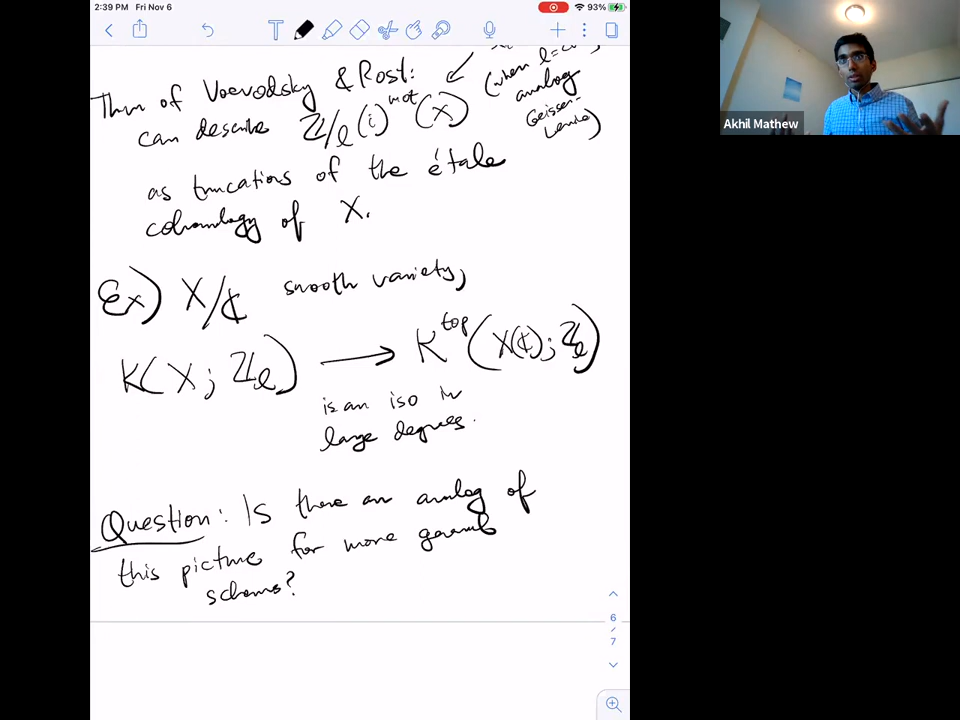 2:39 PM Fri Nov 6
93%
Thm of Voevodsky & Rost:
can describe Z/ℓ(i)^mot (X)
(when ℓ=
analog
Geisser-
Levine)
as truncations of the étale
cohomology of X.
Ex) X/ℂ smooth variety,
K(X; Z_ℓ) ⟶ K^top(X(ℂ); Z_ℓ)
is an iso in
large degrees.
Question: Is there an analog of
this picture for more general
schemes?
6
/
7
Akhil Mathew